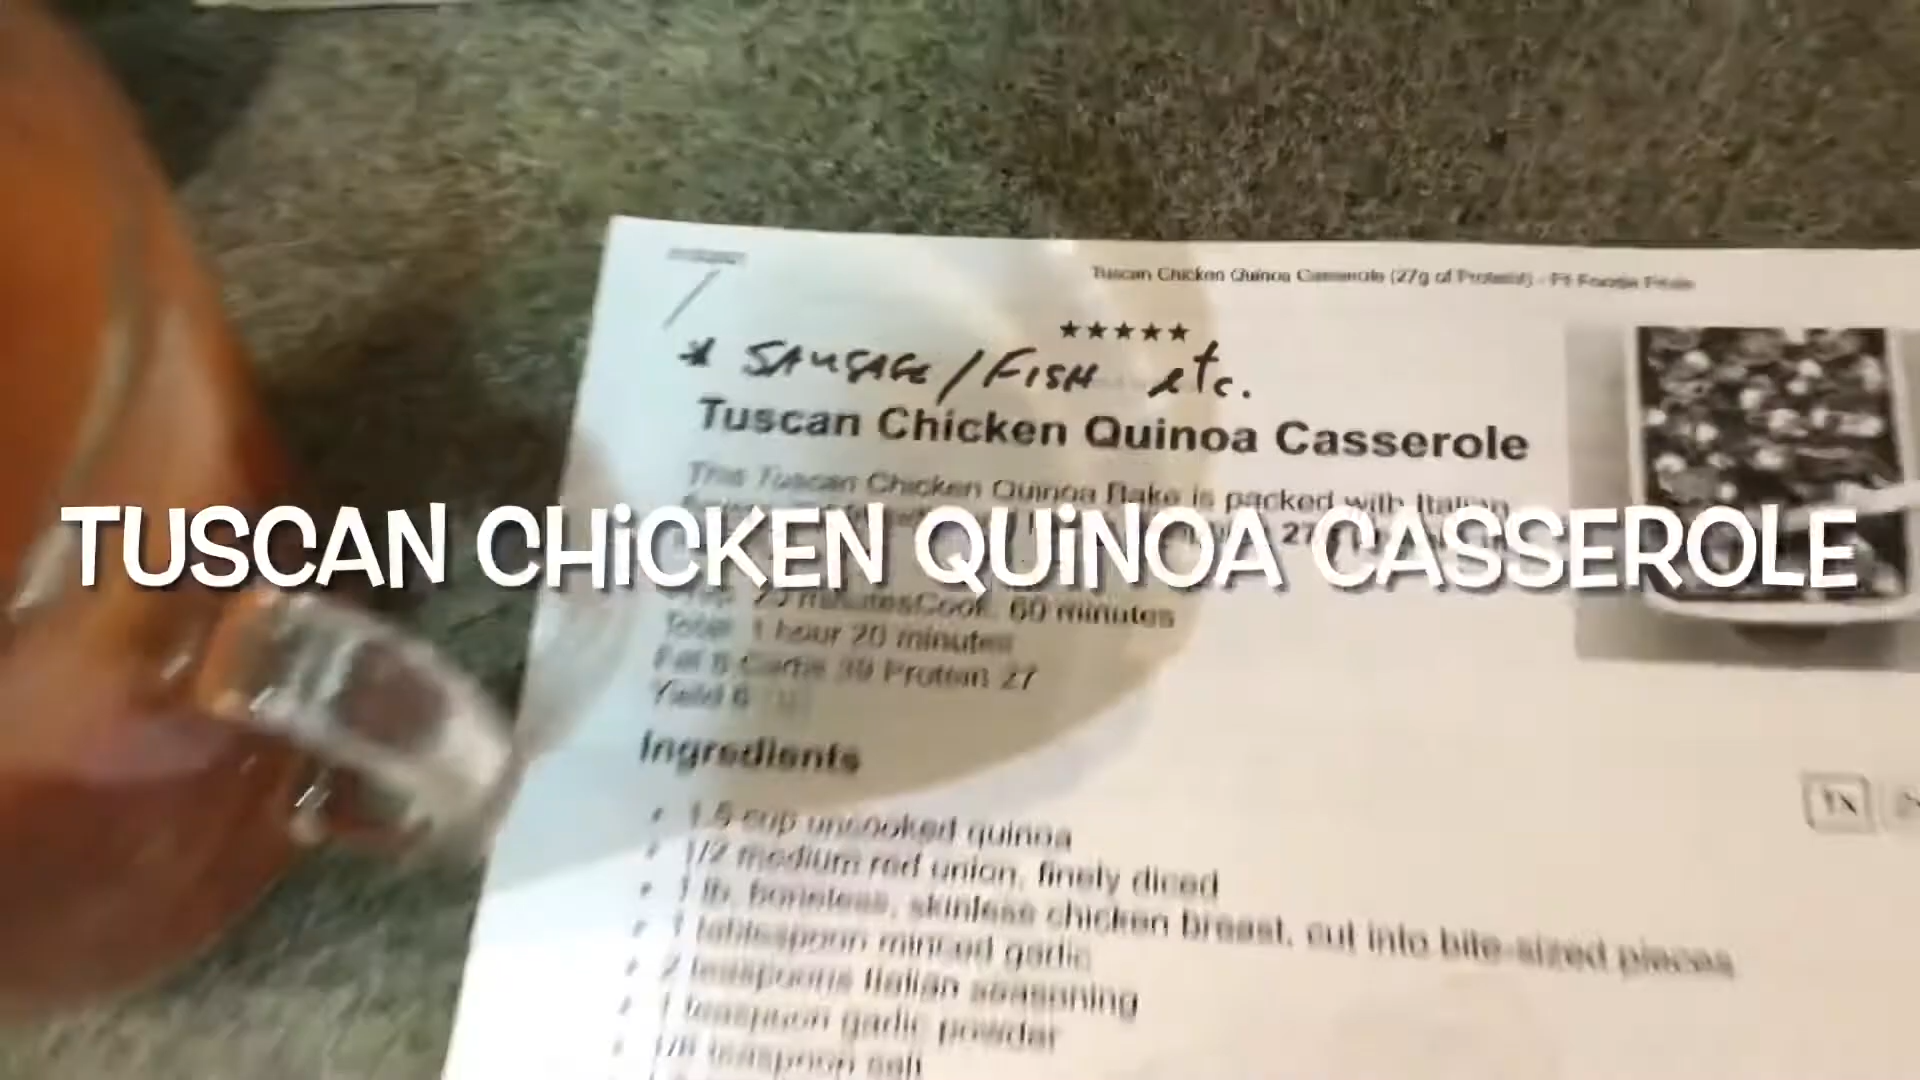 Tuscan Chicken Quinoa Casserole (27g of Protein!) - Fit Foodie Finds
★★★★★
* SAUSAGE/FISH etc.
Tuscan Chicken Quinoa Casserole
This Tuscan Chicken Quinoa Bake is packed with Italian
27
TUSCAN CHiCKEN QUiNOA CASSEROLE
minutesCook: 60 minutes
Total: 1 hour 20 minutes
Fat 8 Carbs 39 Protein 27
Yield 6
Ingredients
• 1.5 cup uncooked quinoa
• 1/2 medium red onion, finely diced
• 1 lb. boneless, skinless chicken breast, cut into bite-sized pieces
• 1 tablespoon minced garlic
• 2 teaspoons Italian seasoning
• 1 teaspoon garlic powder
• 1/8 teaspoon salt